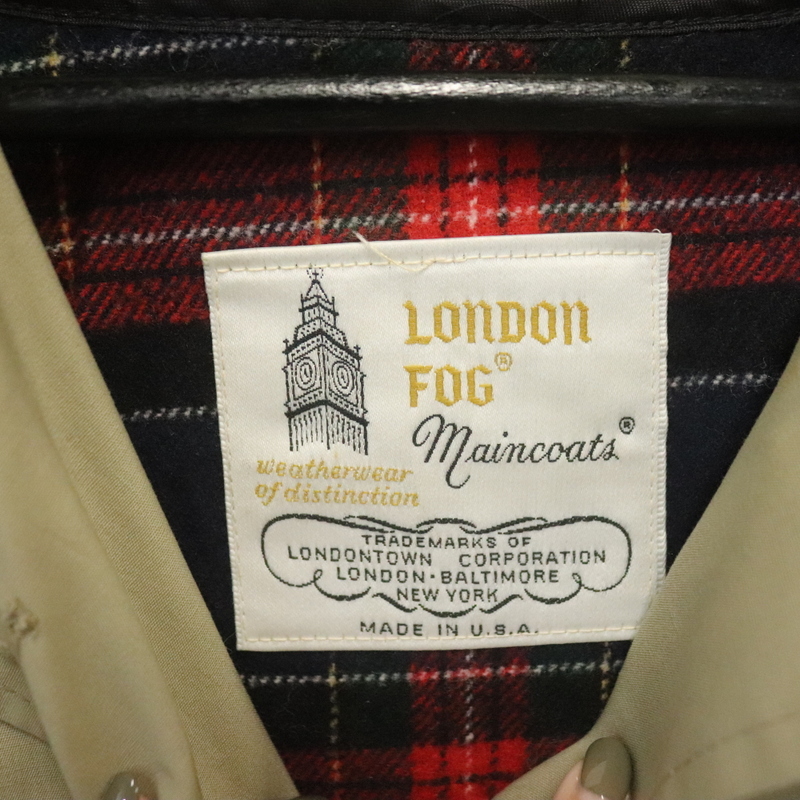 LONDON
FOG®
Maincoats®
weatherwear
of distinction
TRADEMARKS OF
LONDONTOWN CORPORATION
LONDON·BALTIMORE
NEW YORK
MADE IN U.S.A.